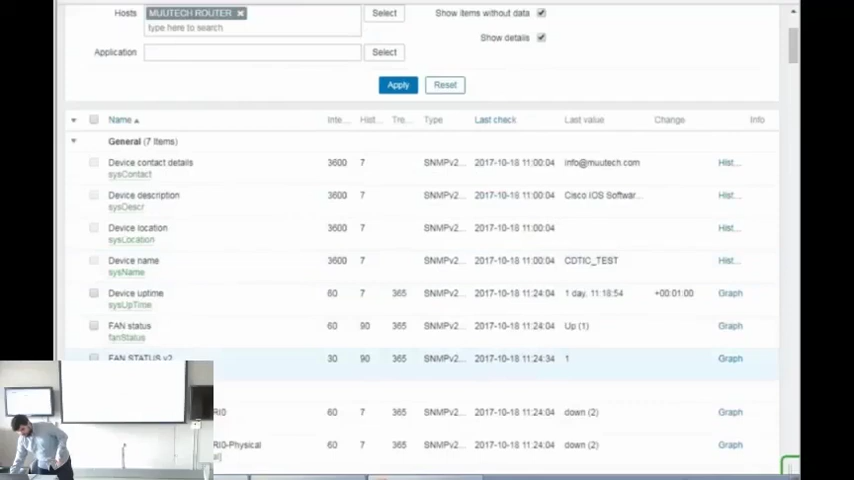 Hosts MUUTECH ROUTER Select Show items without data
type here to search
Show details
Application Select
Apply Reset
Name Inte... Hist... Tre... Type Last check Last value Change Info
General (7 Items)
Device contact details 3600 7 SNMPv2... 2017-10-18 11:00:04 info@muutech.com Hist...
sysContact
Device description 3600 7 SNMPv2... 2017-10-18 11:00:04 Cisco IOS Softwar... Hist...
sysDescr
Device location 3600 7 SNMPv2... 2017-10-18 11:00:04 Hist...
sysLocation
Device name 3600 7 SNMPv2... 2017-10-18 11:00:04 CDTIC_TEST Hist...
sysName
Device uptime 60 7 365 SNMPv2... 2017-10-18 11:24:04 1 day, 11:18:54 +00:01:00 Graph
sysUpTime
FAN status 60 90 365 SNMPv2... 2017-10-18 11:24:04 Up (1) Graph
fanStatus
FAN STATUS v2 30 90 365 SNMPv2... 2017-10-18 11:24:34 1 Graph
RI0 60 7 365 SNMPv2... 2017-10-18 11:24:04 down (2) Graph
RI0-Physical 60 7 365 SNMPv2... 2017-10-18 11:24:04 down (2) Graph